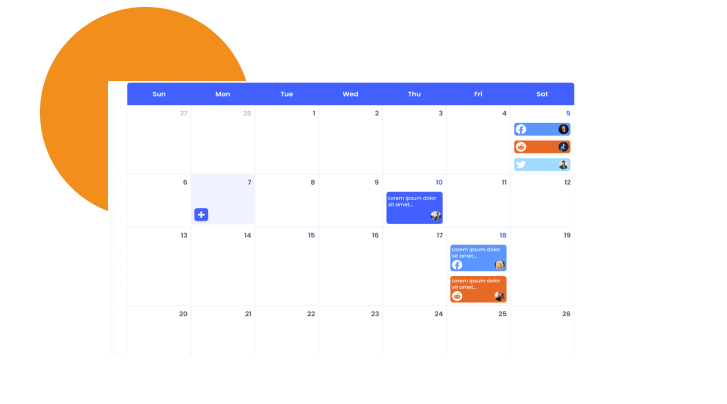 Sun Mon Tue Wed Thu Fri Sat
27 28 1 2 3 4 5
6 7 8 9 10 11 12
Lorem ipsum dolor
sit amet...
13 14 15 16 17 18 19
Lorem ipsum dolor
sit amet...
Lorem ipsum dolor
sit amet...
20 21 22 23 24 25 26